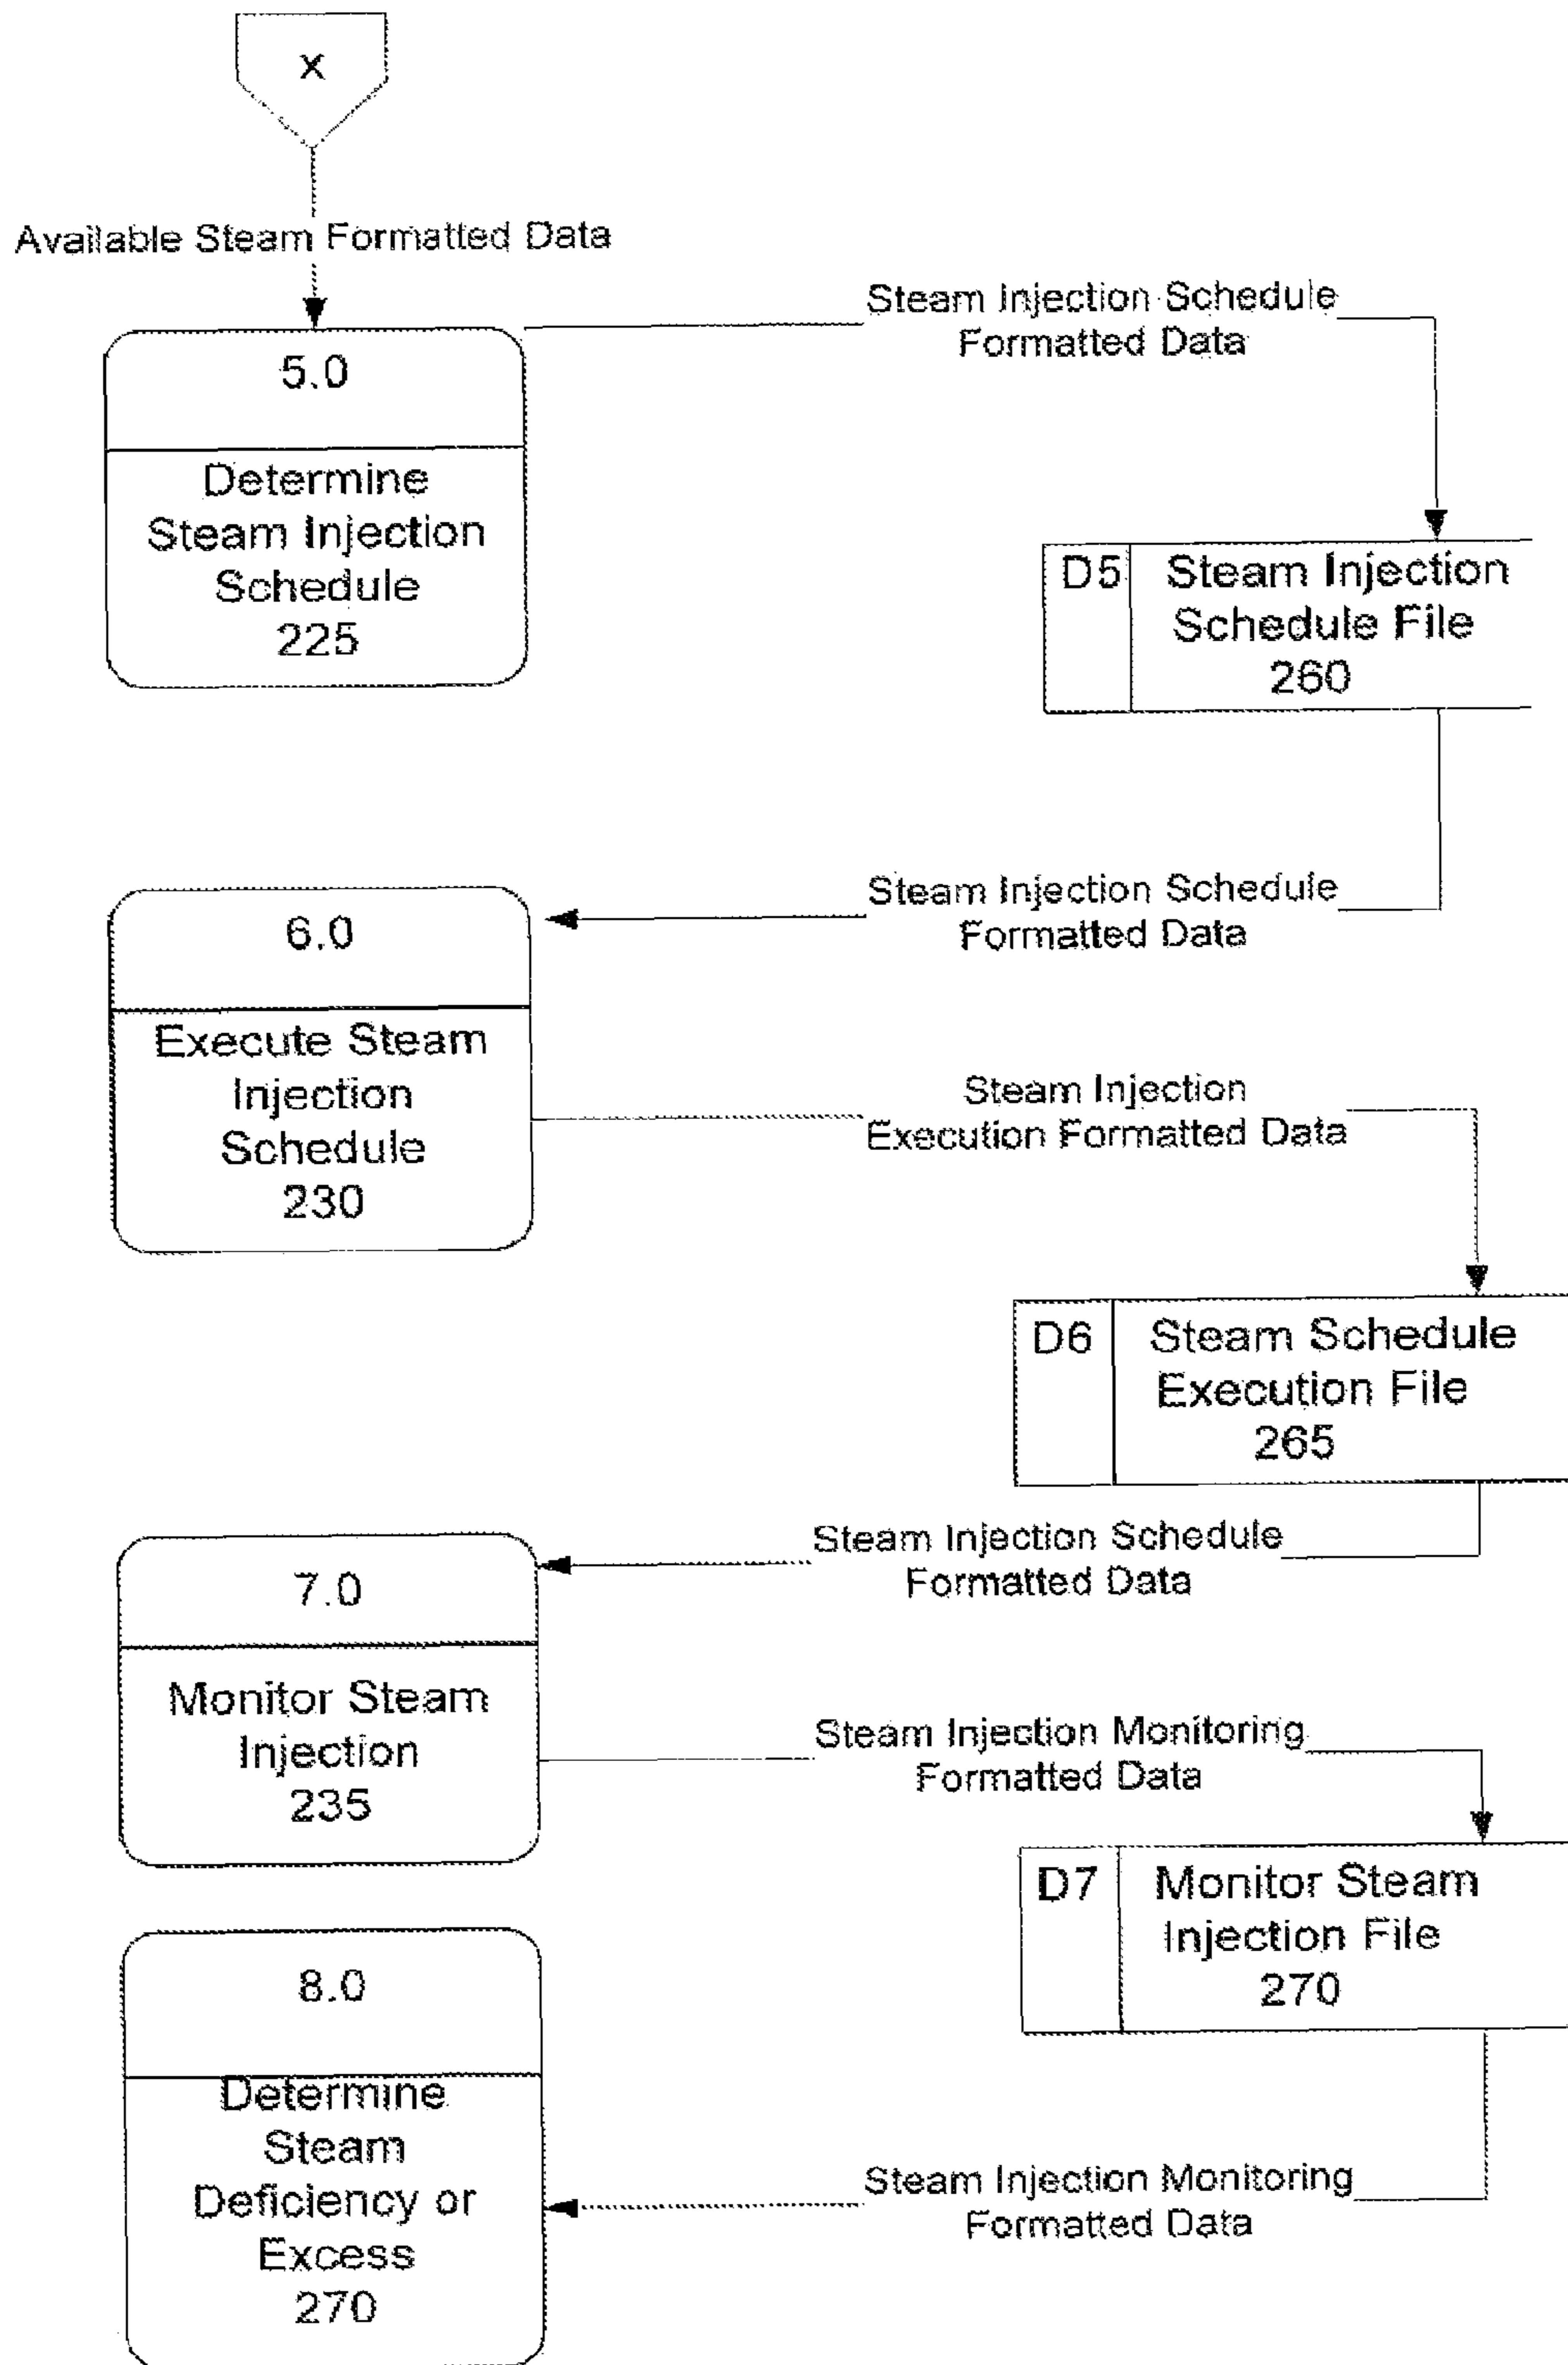 x
Available Steam Formatted Data
Steam Injection Schedule
Formatted Data
5.0
Determine
Steam Injection
Schedule
225
D5
Steam Injection
Schedule File
260
Steam Injection Schedule
Formatted Data
6.0
Execute Steam
Injection
Schedule
230
Steam Injection
Execution Formatted Data
D6
Steam Schedule
Execution File
265
Steam Injection Schedule
Formatted Data
7.0
Monitor Steam
Injection
235
Steam Injection Monitoring
Formatted Data
D7
Monitor Steam
Injection File
270
8.0
Determine
Steam
Deficiency or
Excess
270
Steam Injection Monitoring
Formatted Data